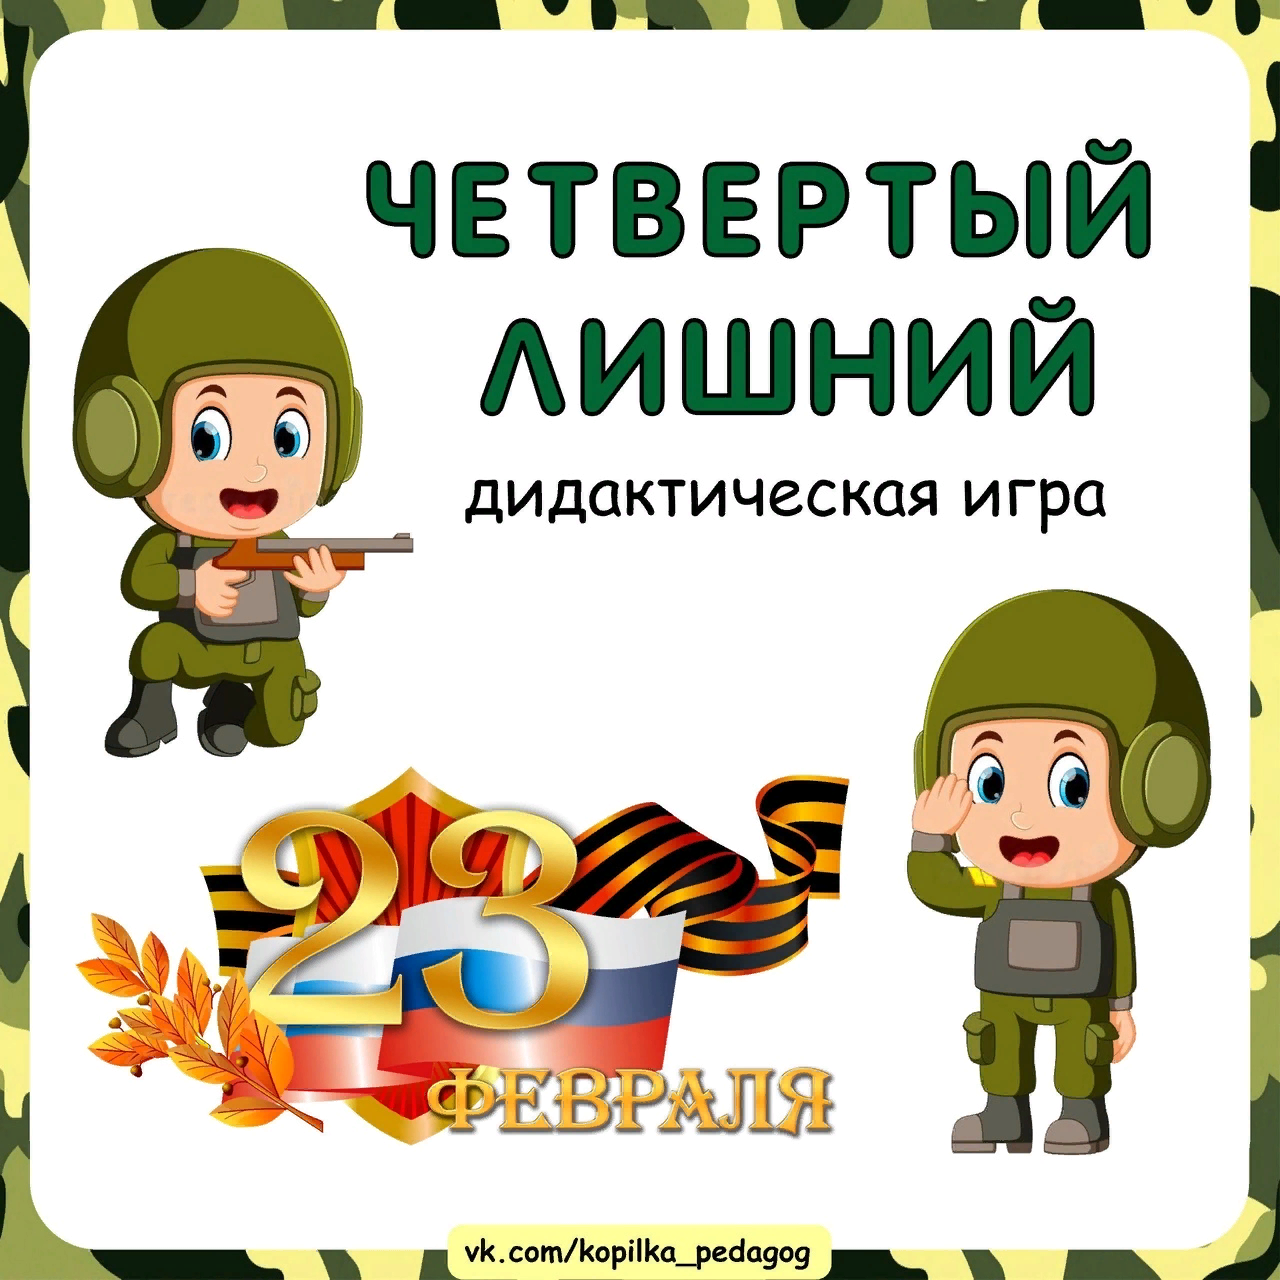 ЧЕТВЕРТЫЙ
ЛИШНИЙ
дидактическая игра
23
ФЕВРАЛЯ
vk.com/kopilka_pedagog